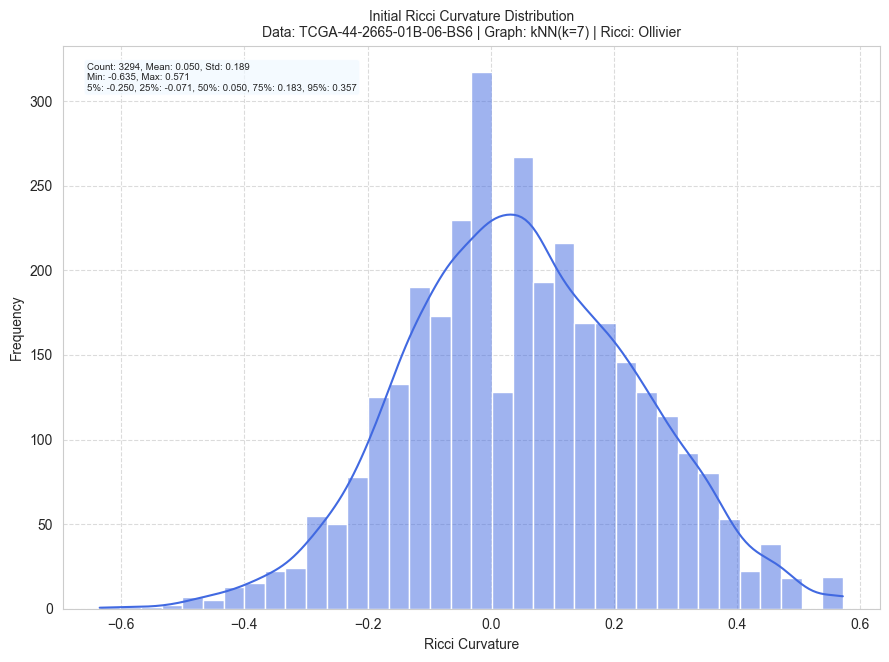 Initial Ricci Curvature Distribution
Data: TCGA-44-2665-01B-06-BS6 | Graph: kNN(k=7) | Ricci: Ollivier
Count: 3294, Mean: 0.050, Std: 0.189
Min: -0.635, Max: 0.571
5%: -0.250, 25%: -0.071, 50%: 0.050, 75%: 0.183, 95%: 0.357
Frequency
300
250
200
150
100
50
0
−0.6 −0.4 −0.2 0.0 0.2 0.4 0.6
Ricci Curvature